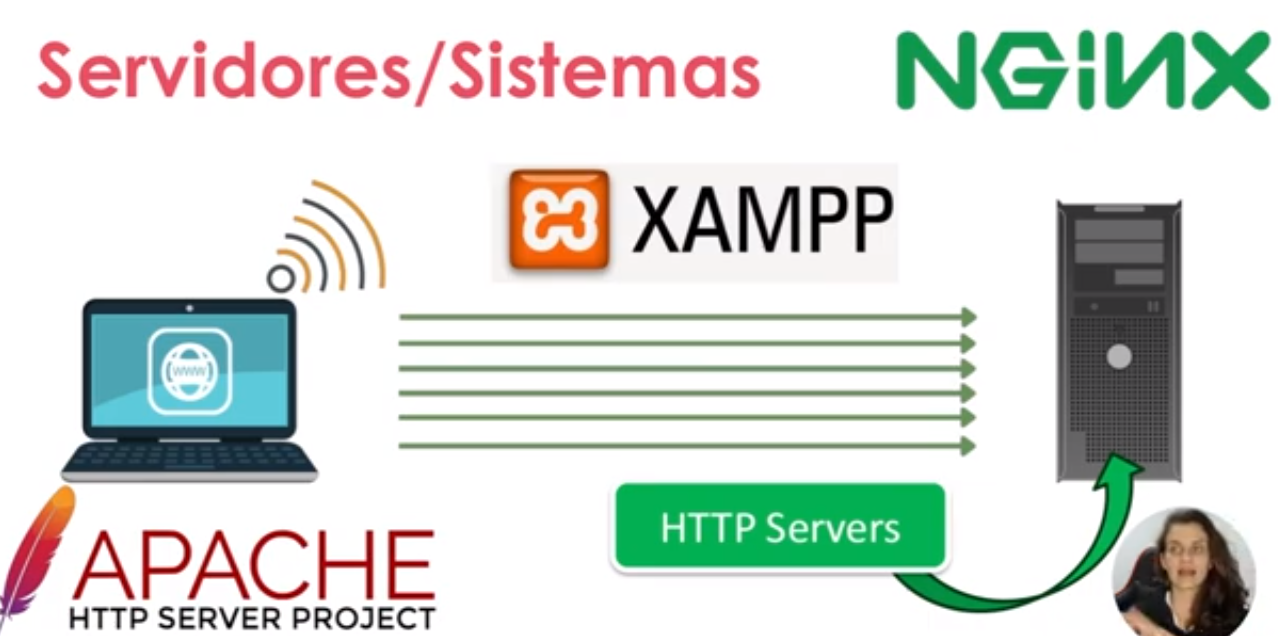 Servidores/Sistemas
NGiNX
XAMPP
www
HTTP Servers
APACHE
HTTP SERVER PROJECT